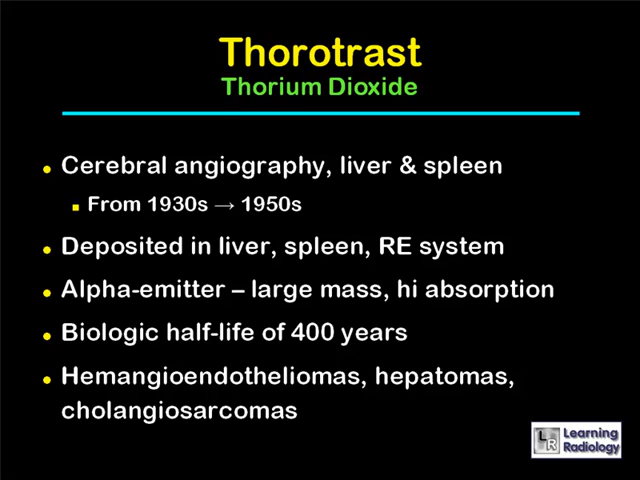 Thorotrast
Thorium Dioxide
• Cerebral angiography, liver & spleen
▪ From 1930s → 1950s
• Deposited in liver, spleen, RE system
• Alpha-emitter – large mass, hi absorption
• Biologic half-life of 400 years
• Hemangioendotheliomas, hepatomas,
cholangiosarcomas
LR Learning
Radiology